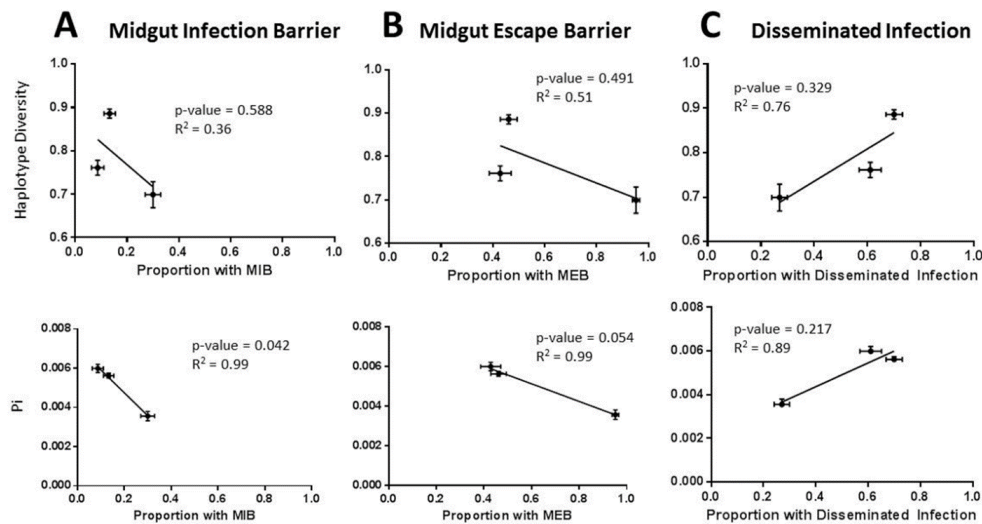 A Midgut Infection Barrier
B Midgut Escape Barrier
C Disseminated Infection
Haplotype Diversity
1.0
0.9
0.8
0.7
0.6
p-value = 0.588
R² = 0.36
0.0 0.2 0.4 0.6 0.8 1.0
Proportion with MIB
1.0
0.9
0.8
0.7
0.6
p-value = 0.491
R² = 0.51
0.0 0.2 0.4 0.6 0.8 1.0
Proportion with MEB
1.0
0.9
0.8
0.7
0.6
p-value = 0.329
R² = 0.76
0.0 0.2 0.4 0.6 0.8 1.0
Proportion with Disseminated Infection
Pi
0.008
0.006
0.004
0.002
0.000
p-value = 0.042
R² = 0.99
0.0 0.2 0.4 0.6 0.8 1.0
Proportion with MIB
0.008
0.006
0.004
0.002
0.000
p-value = 0.054
R² = 0.99
0.0 0.2 0.4 0.6 0.8 1.0
Proportion with MEB
0.008
0.006
0.004
0.002
0.000
p-value = 0.217
R² = 0.89
0.0 0.2 0.4 0.6 0.8 1.0
Proportion with Disseminated Infection